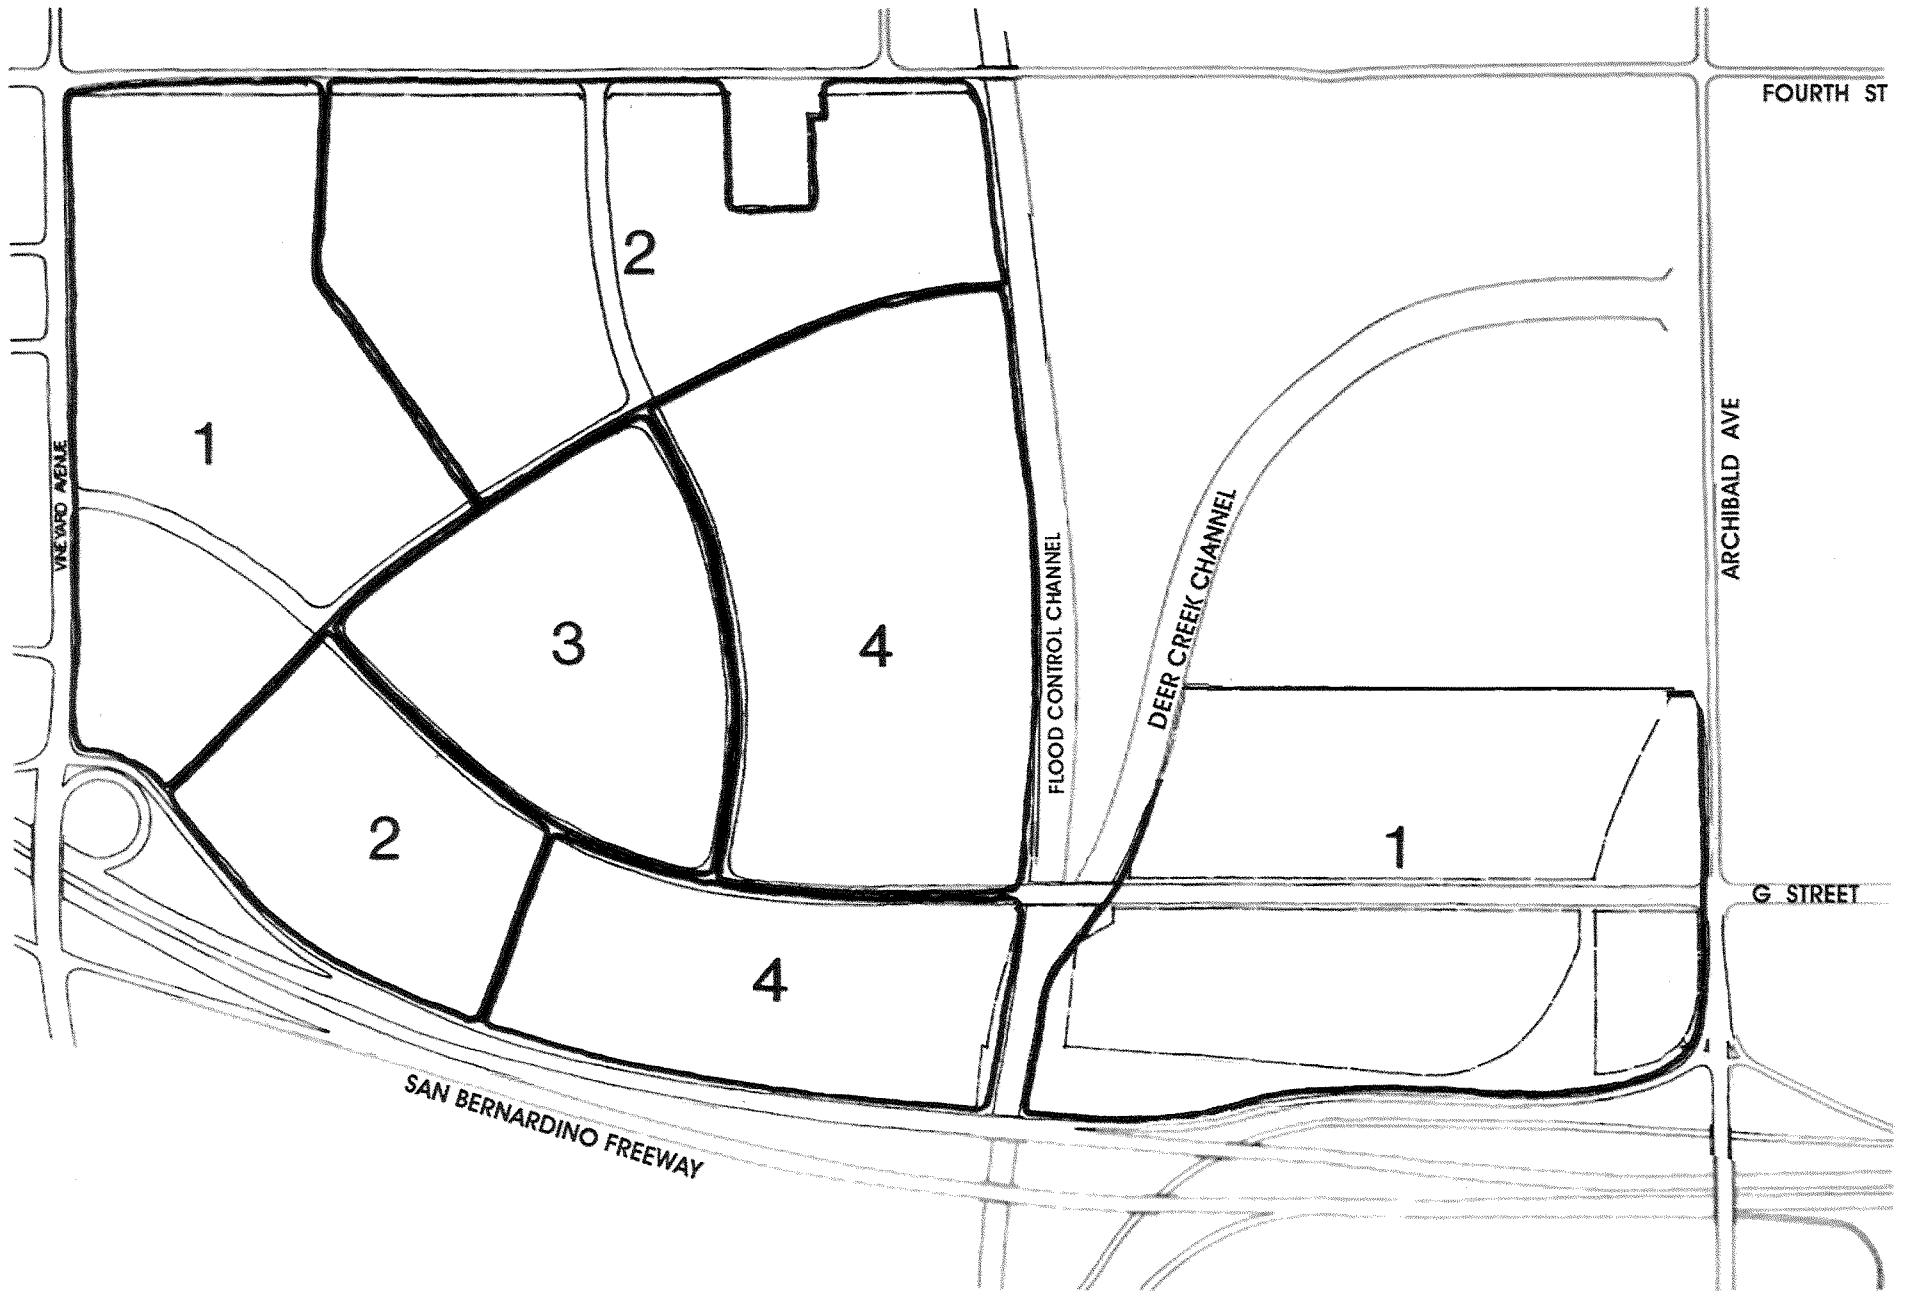 FOURTH ST
2
ARCHIBALD AVE
1
VINEYARD AVENUE
DEER CREEK CHANNEL
FLOOD CONTROL CHANNEL
3
4
2
1
G STREET
4
SAN BERNARDINO FREEWAY